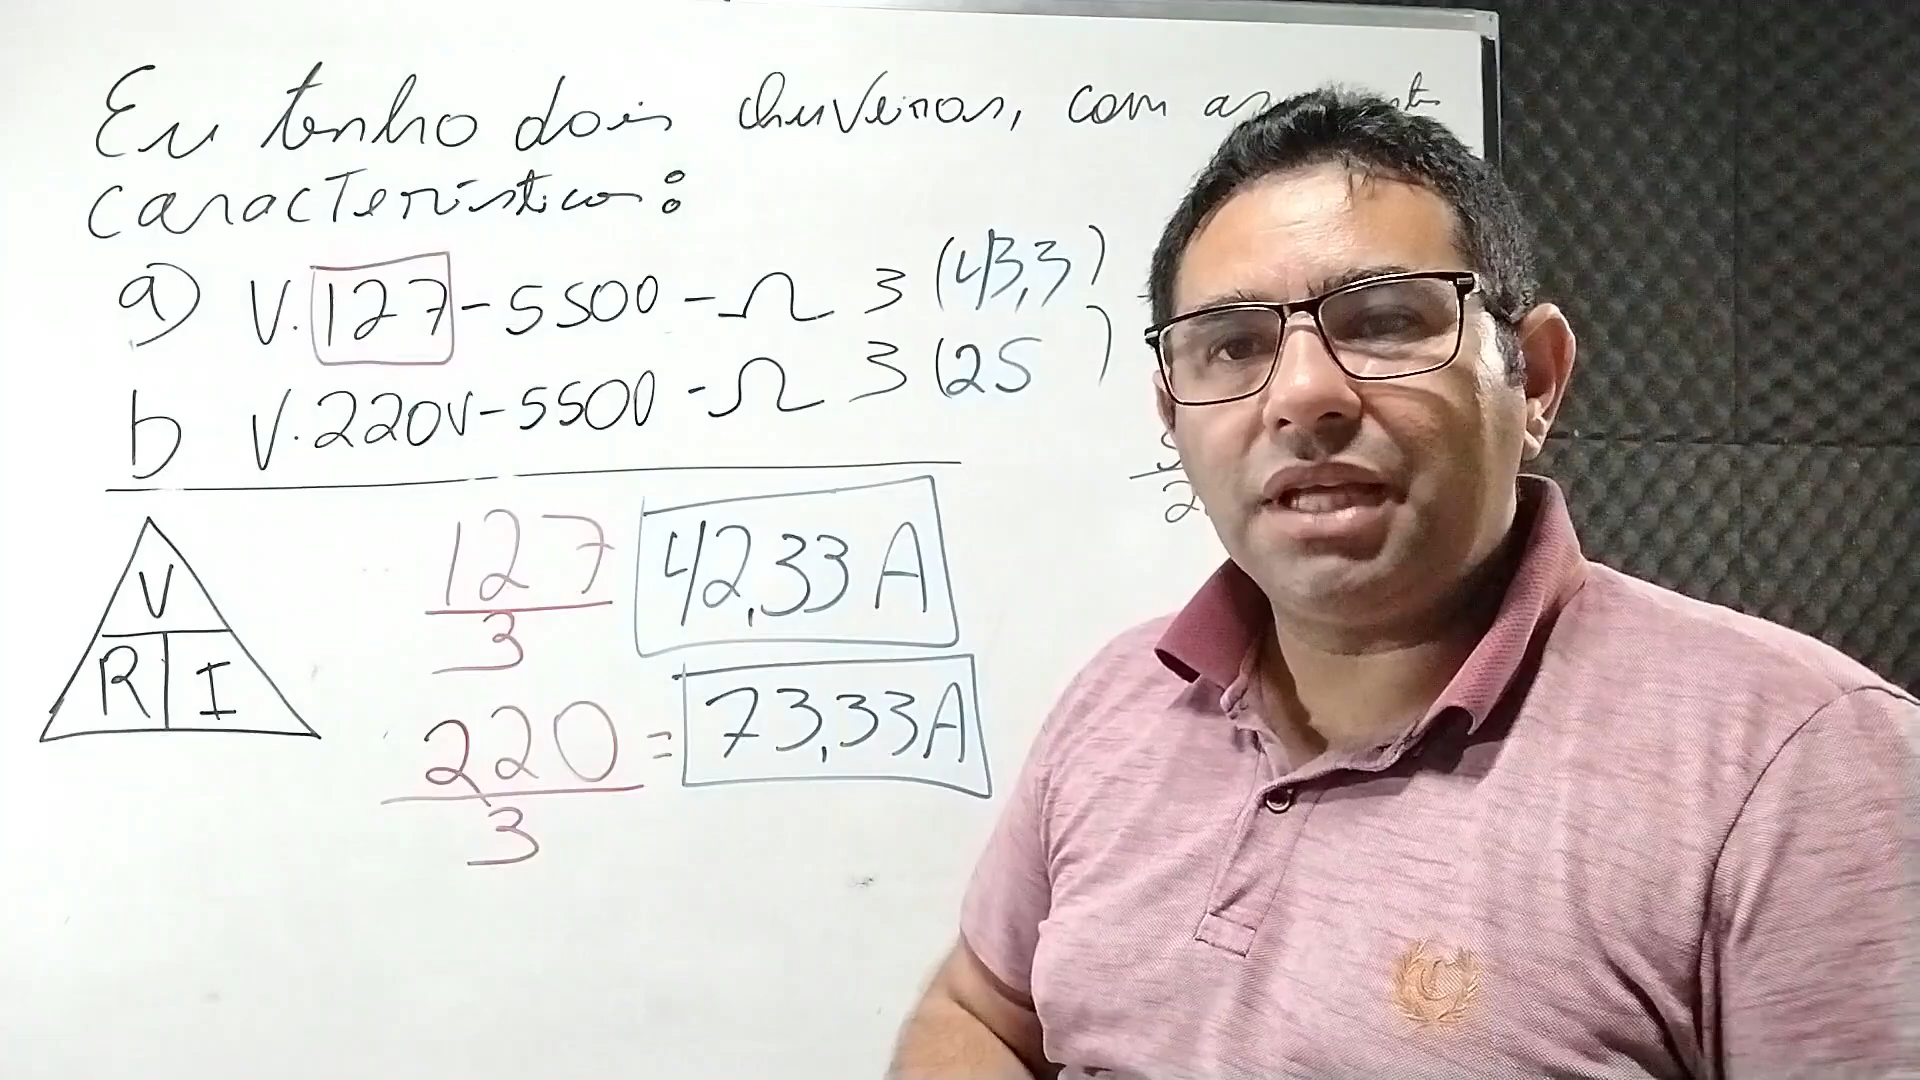 Eu tenho dois chuveiros, com as
características:
a) V.127-5500-Ω 3 (43,3)
b V.220V-5500-Ω 3 (25 )
V
R I
127
3
42,33 A
220
3
= 73,33A